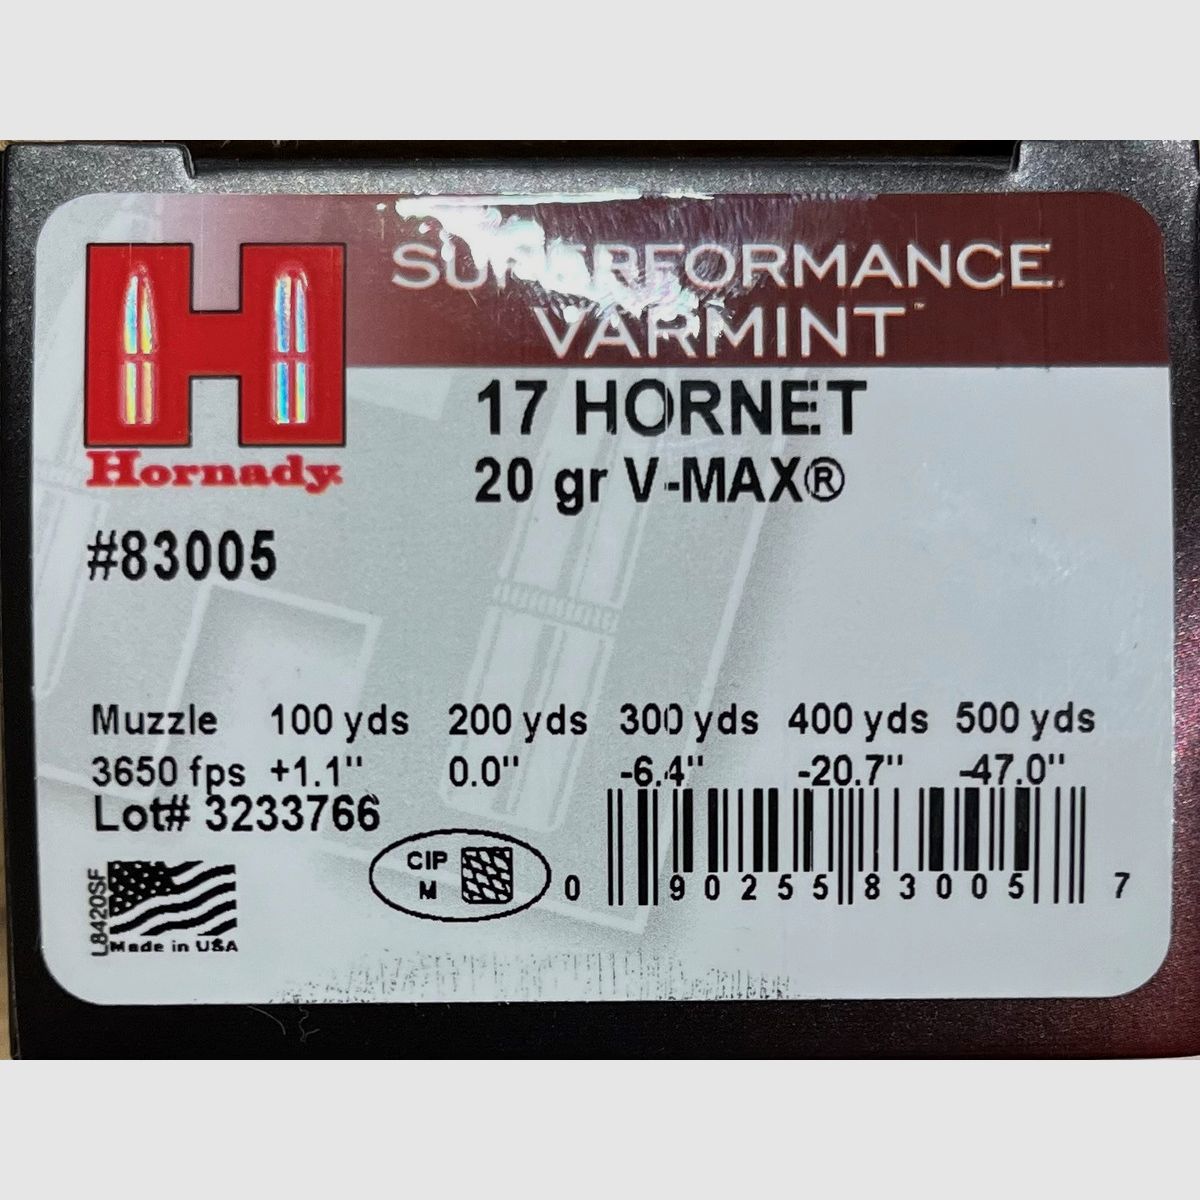 SUPERFORMANCE®
VARMINT™
Hornady
17 HORNET
20 gr V-MAX®
#83005
Muzzle 100 yds 200 yds 300 yds 400 yds 500 yds
3650 fps +1.1" 0.0" -6.4" -20.7" -47.0"
Lot# 3233766
CIP
M
0 90255 83005 7
L8420SF
Made in USA